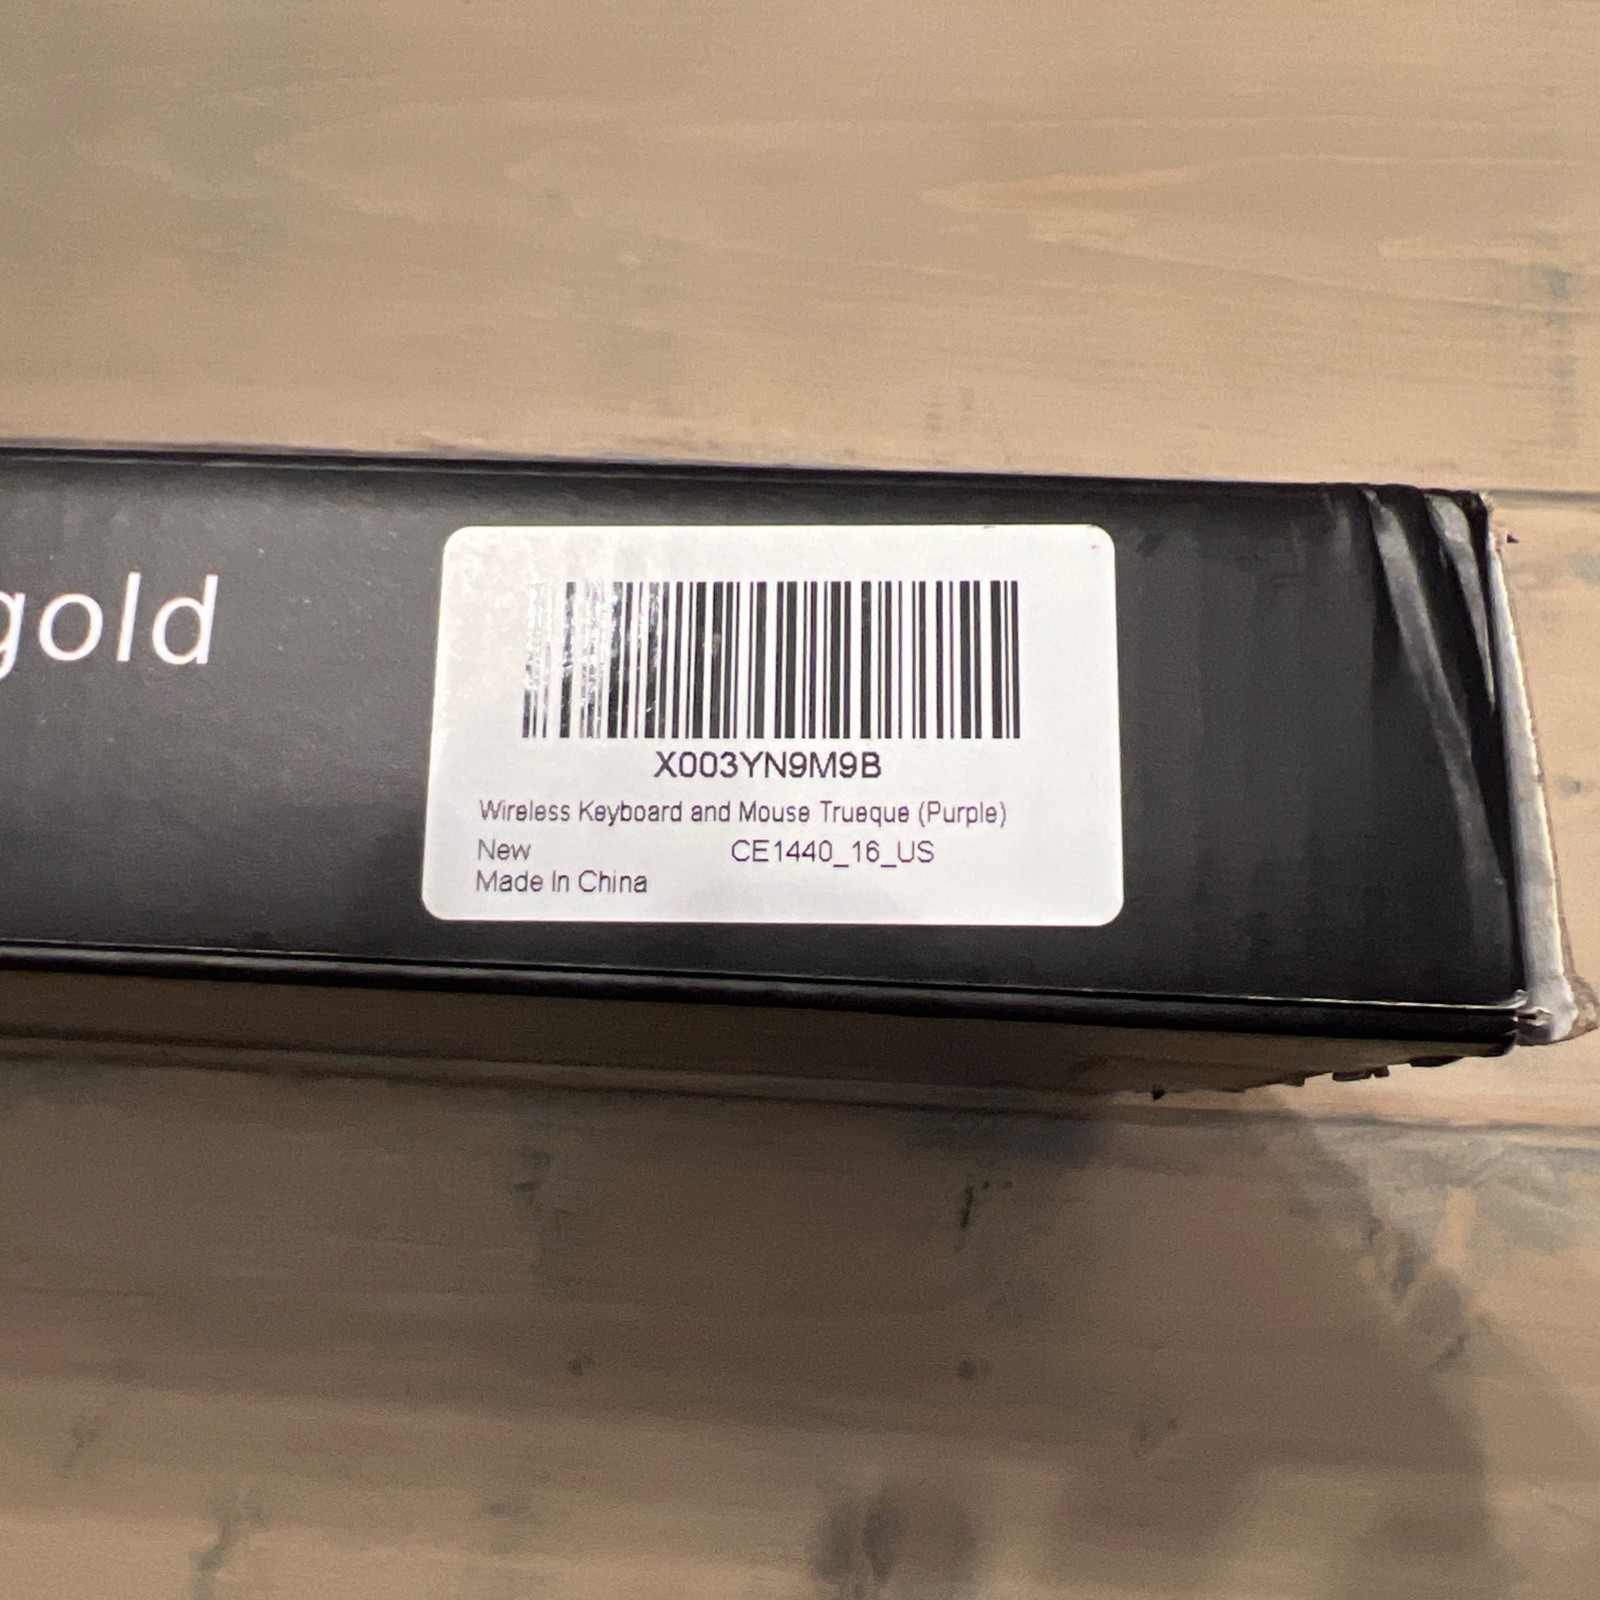 gold
X003YN9M9B
Wireless Keyboard and Mouse Trueque (Purple)
New CE1440_16_US
Made In China